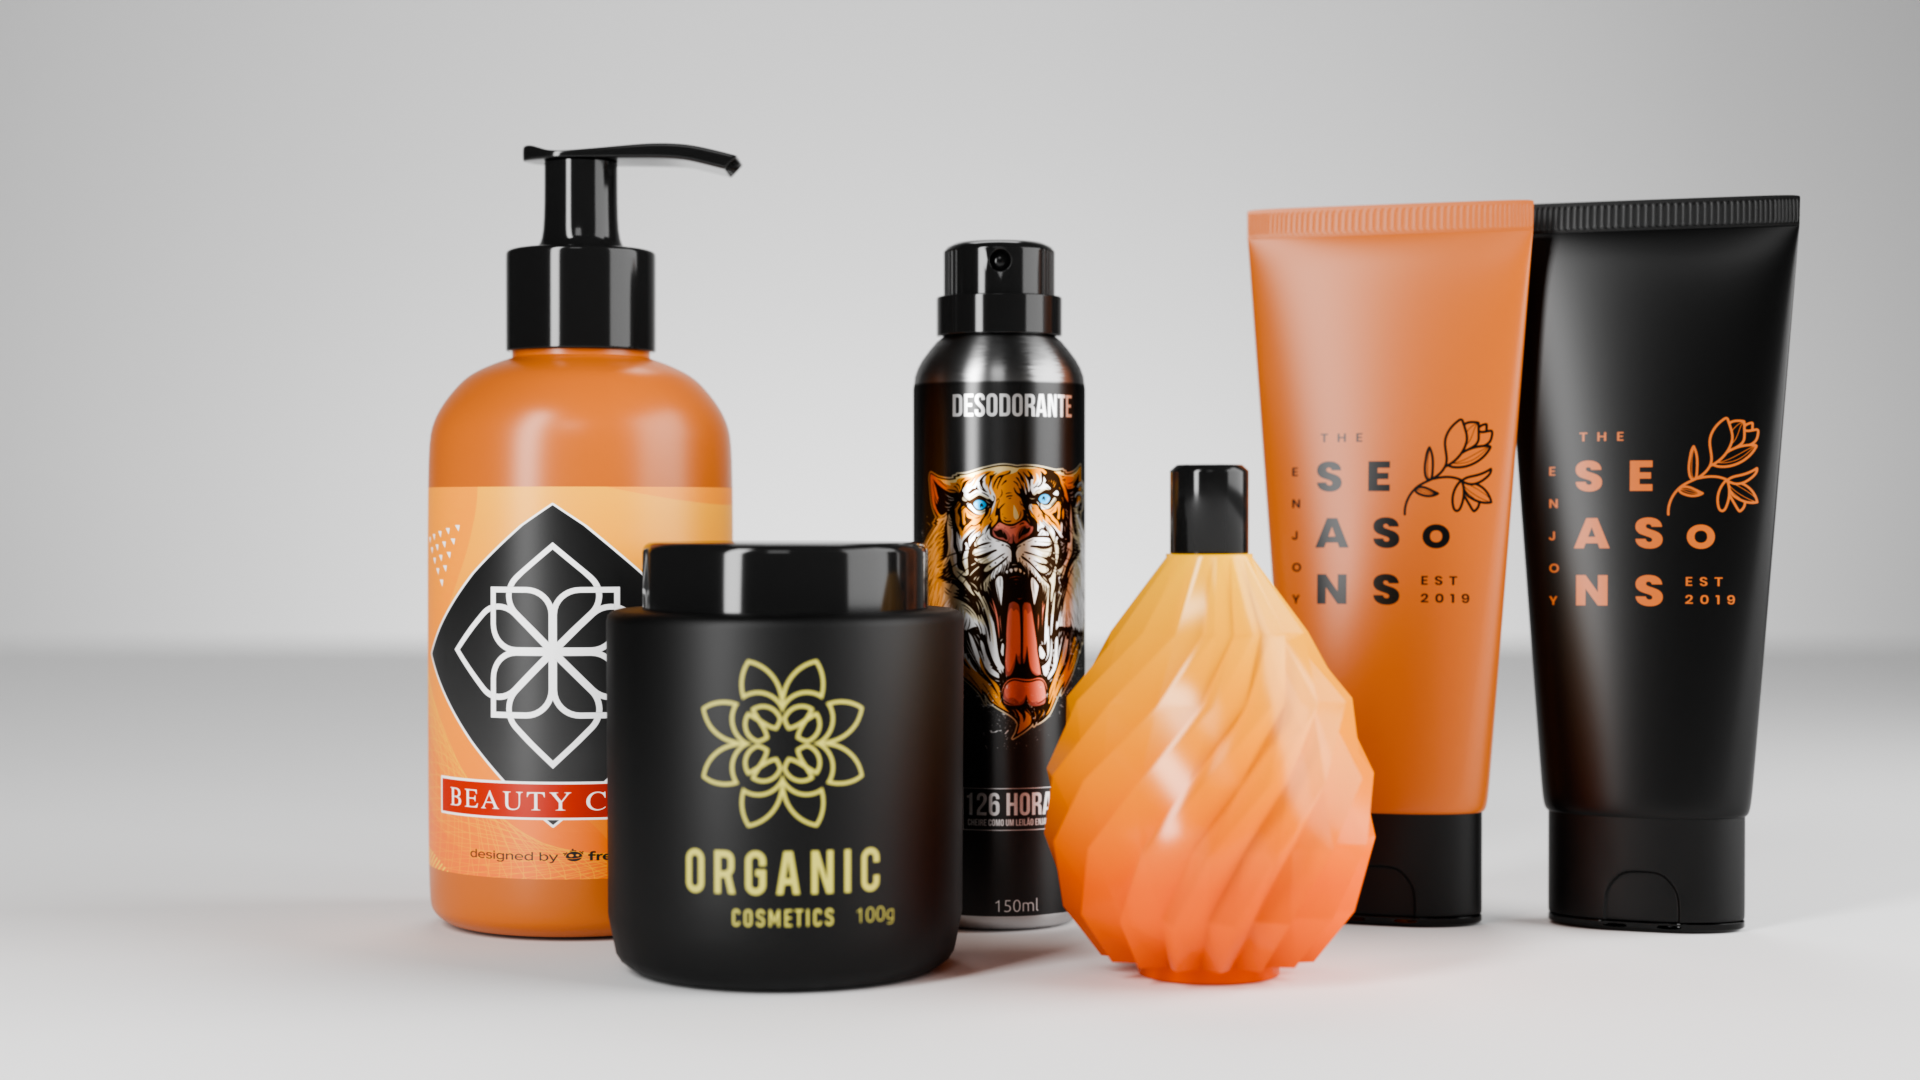 BEAUTY C
designed by fre
ORGANIC
COSMETICS 100g
DESODORANTE
126 HORA
150ml
ENJOY
THE
SE
ASO
NS
EST
2019
ENJOY
THE
SE
ASO
NS
EST
2019